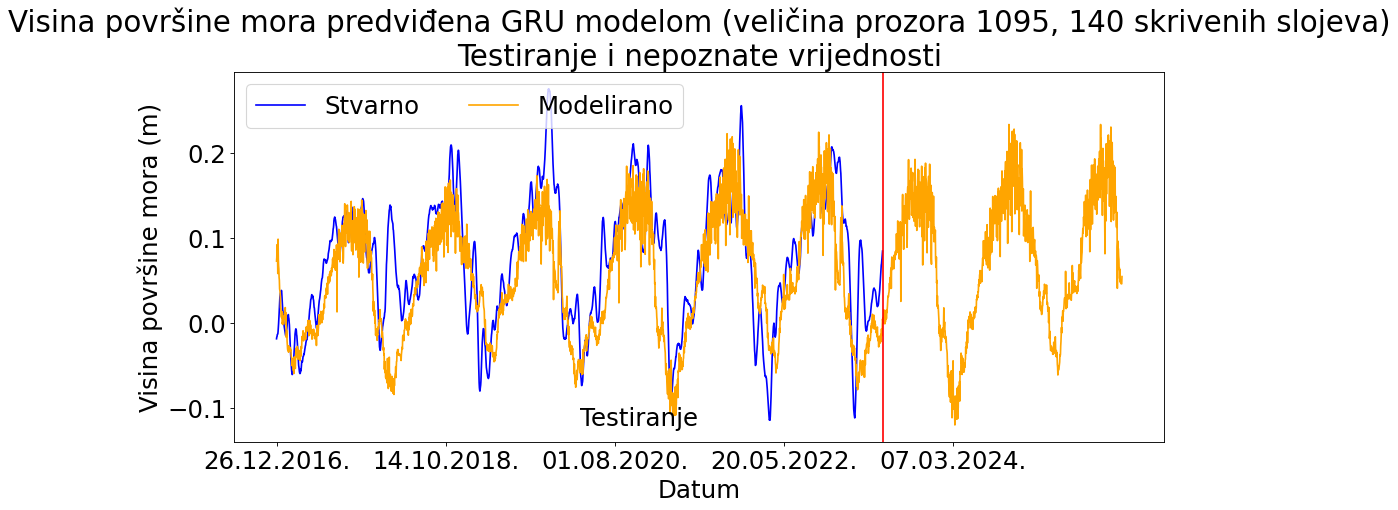 Visina površine mora predviđena GRU modelom (veličina prozora 1095, 140 skrivenih slojeva)
Testiranje i nepoznate vrijednosti
Stvarno
Modelirano
Visina površine mora (m)
0.2
0.1
0.0
−0.1
Testiranje
26.12.2016.
14.10.2018.
01.08.2020.
20.05.2022.
07.03.2024.
Datum